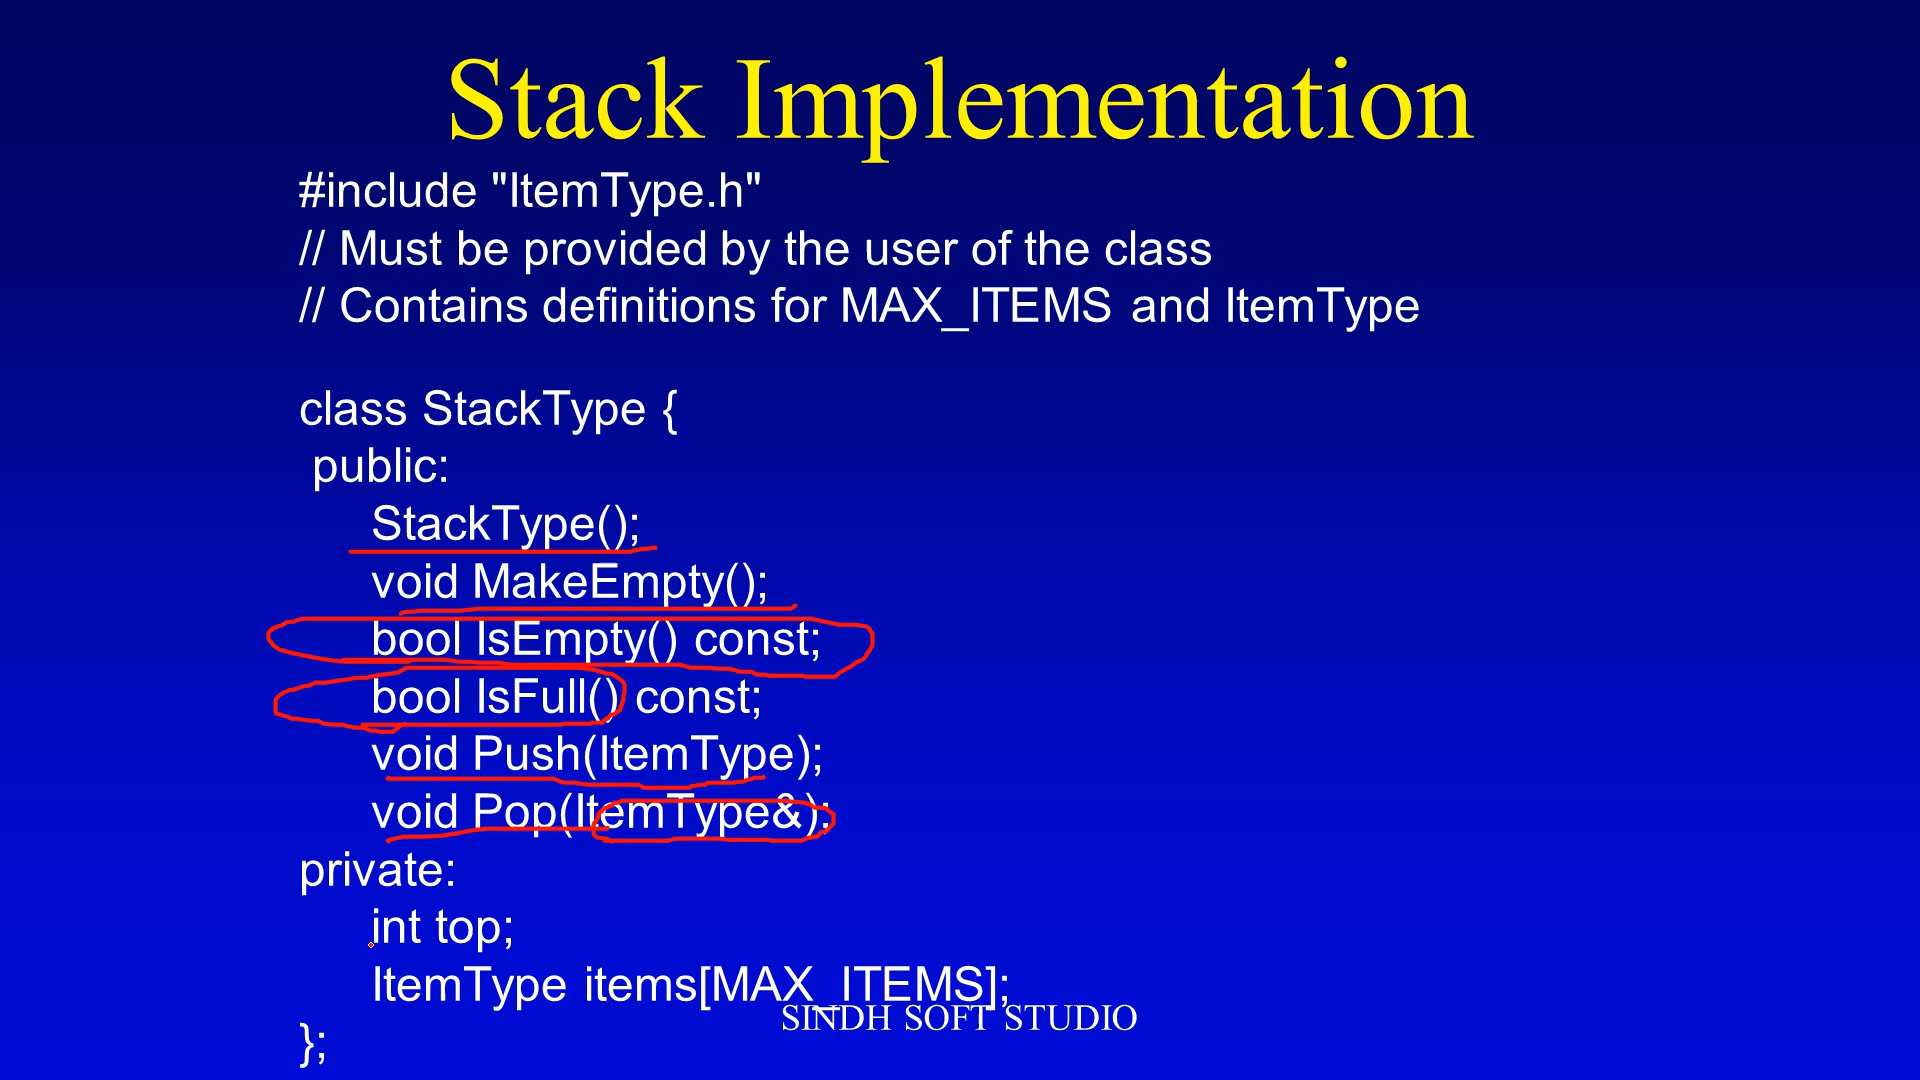 Stack Implementation
#include "ItemType.h"
// Must be provided by the user of the class
// Contains definitions for MAX_ITEMS and ItemType
class StackType {
public:
StackType();
void MakeEmpty();
bool IsEmpty() const;
bool IsFull() const;
void Push(ItemType);
void Pop(ItemType&);
private:
int top;
ItemType items[MAX_ITEMS];
SINDH SOFT STUDIO
};